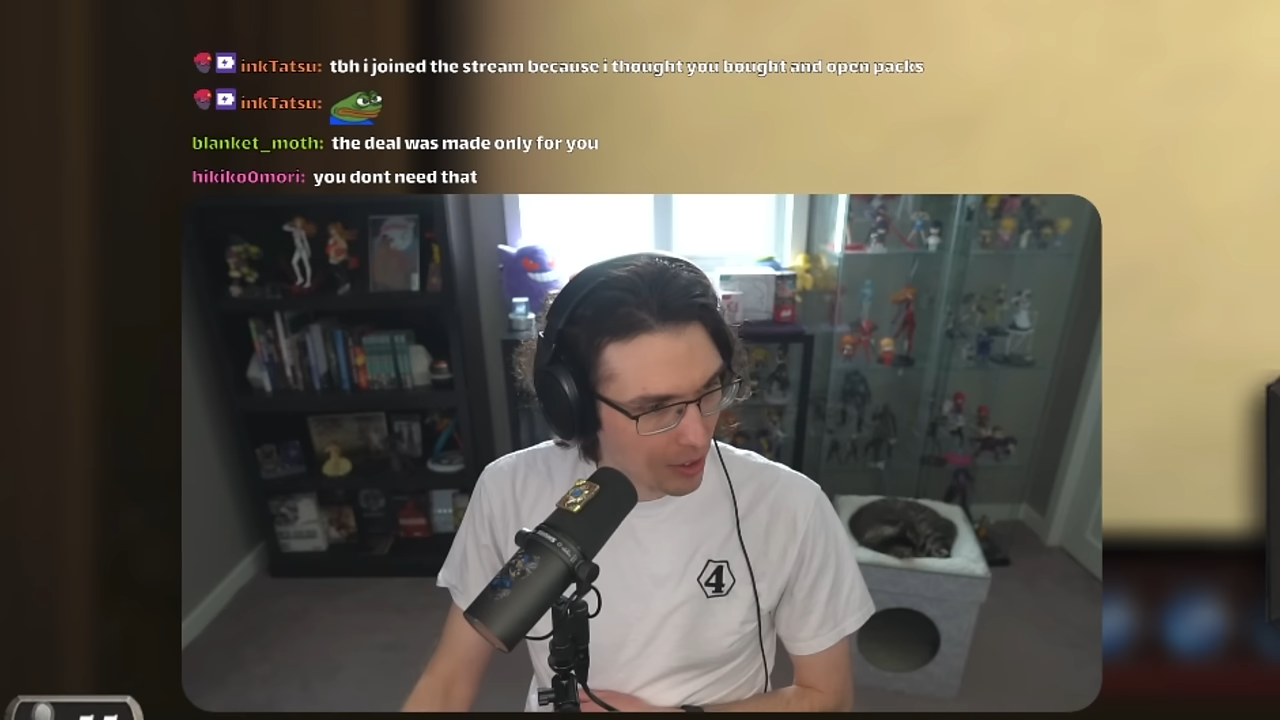 inkTatsu: tbh i joined the stream because i thought you bought and open packs
inkTatsu:
blanket_moth: the deal was made only for you
hikiko0mori: you dont need that
4